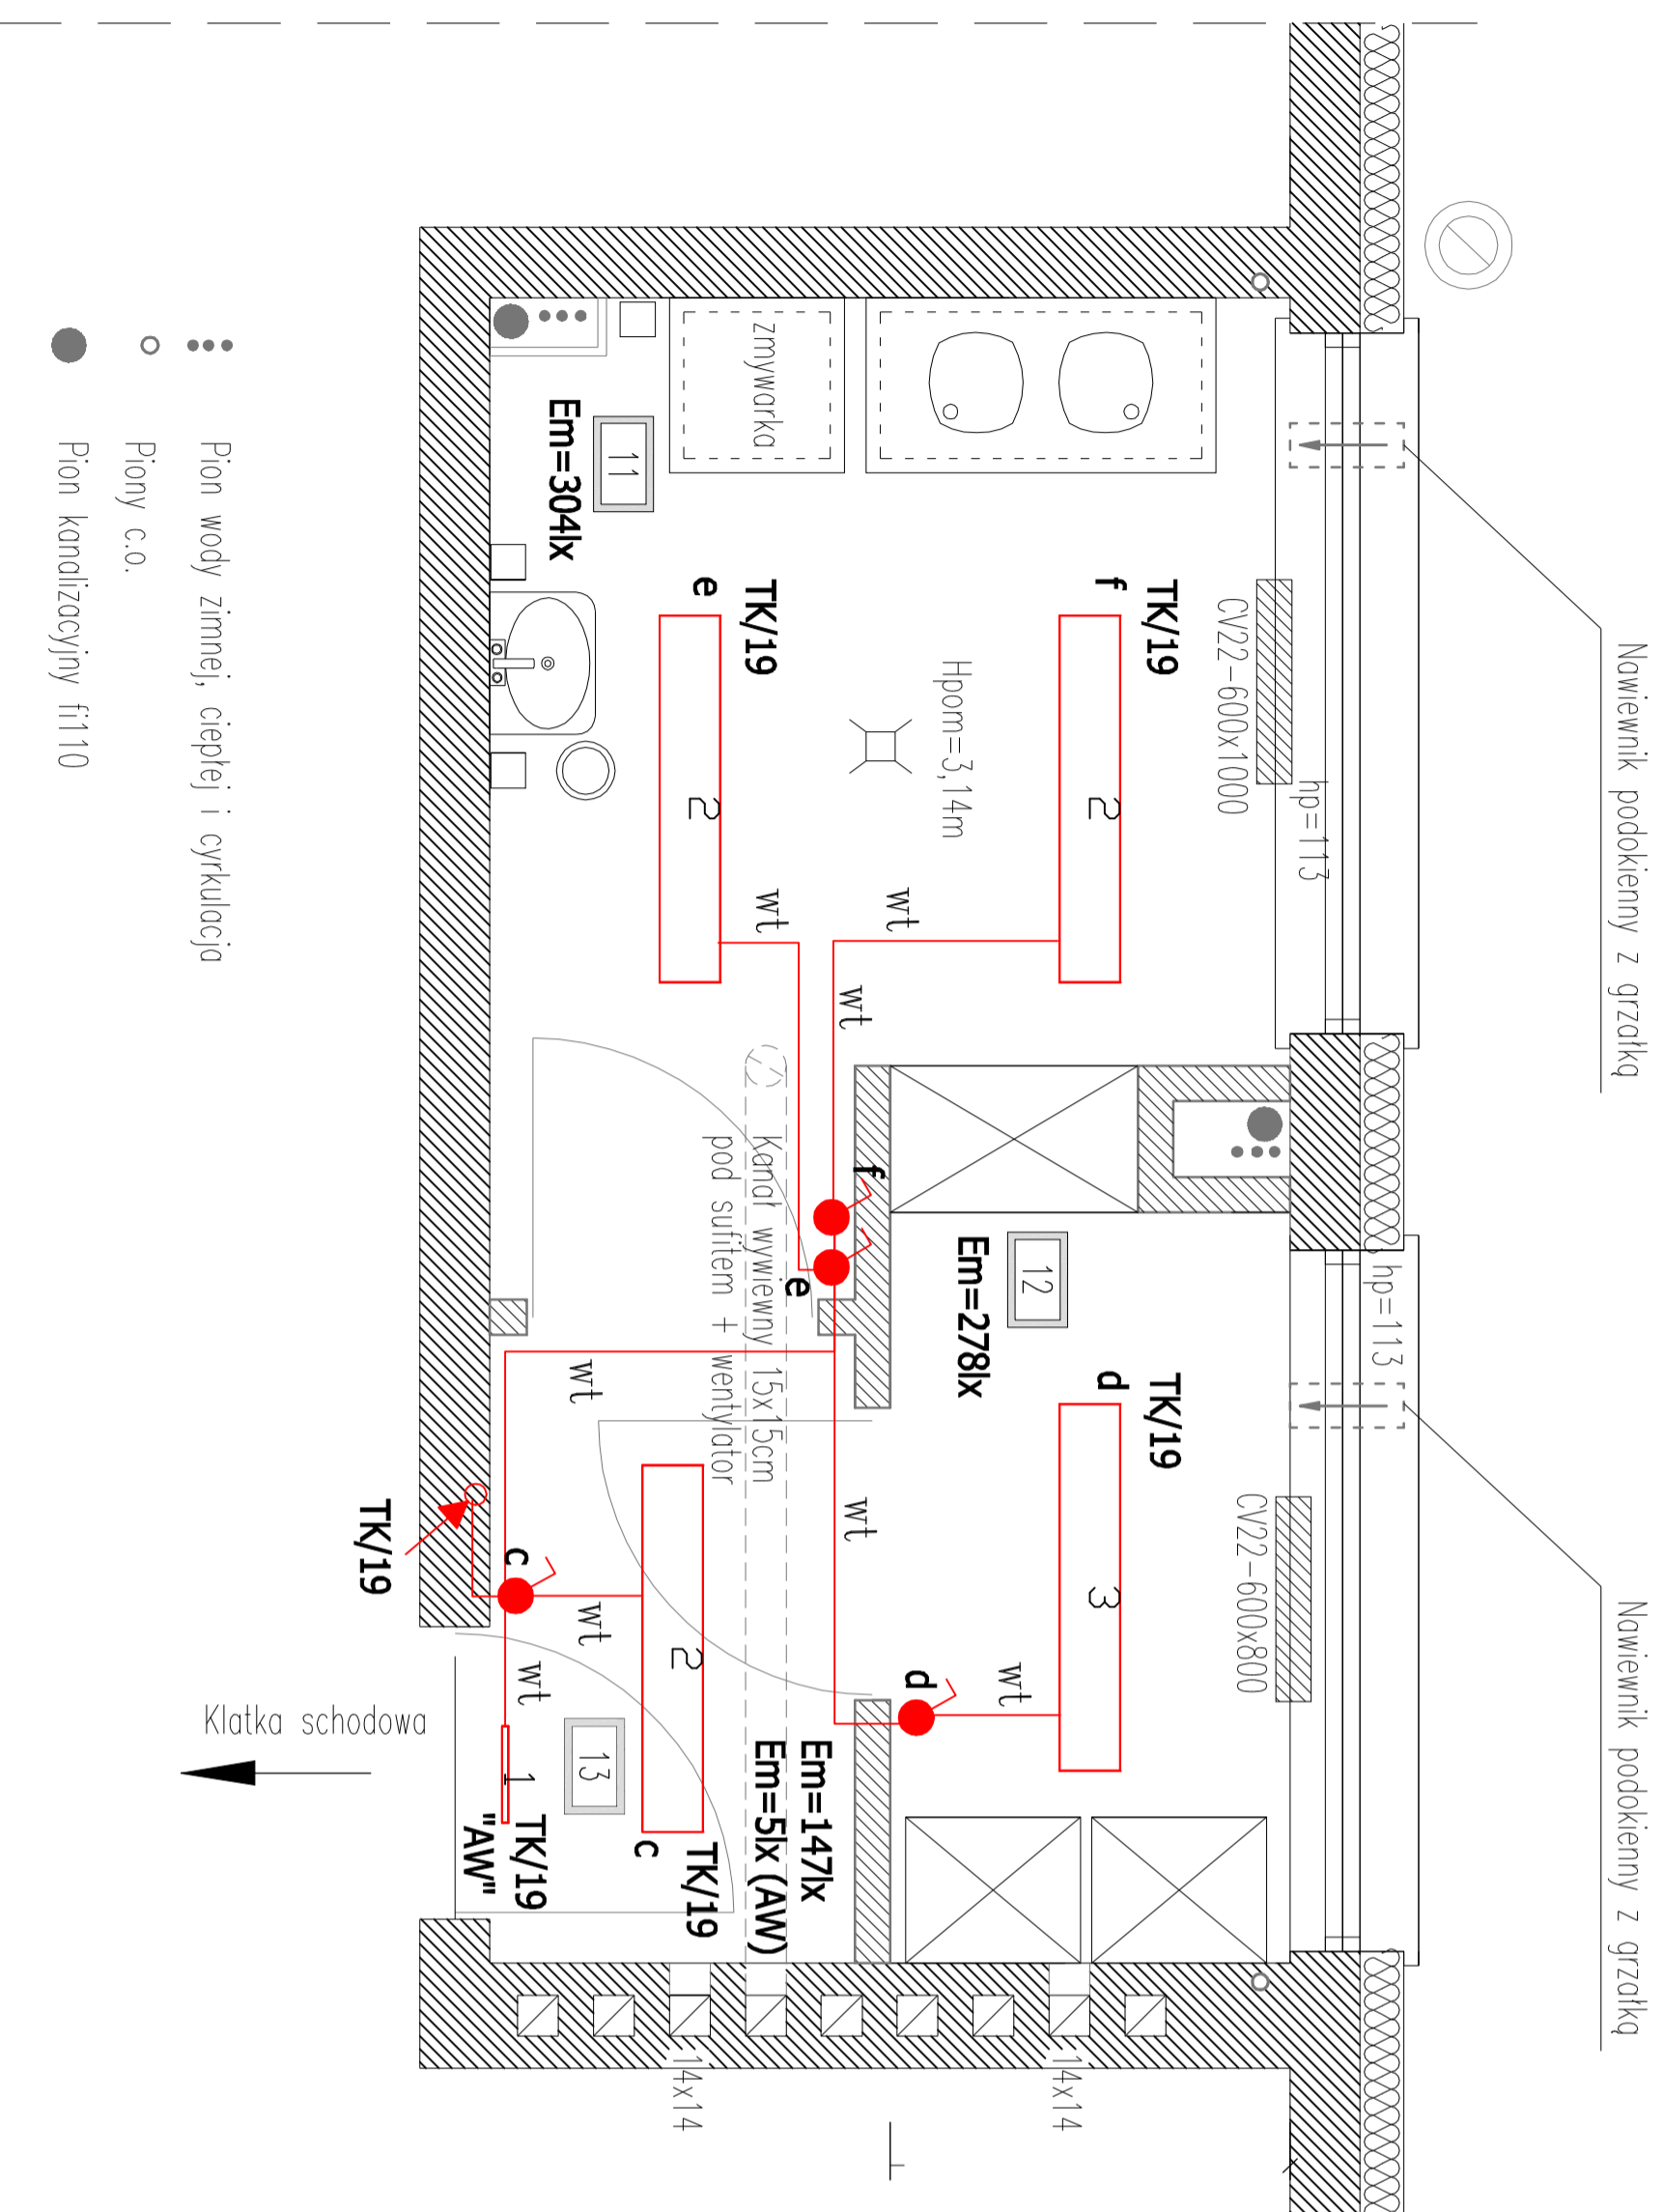 Nawiewnik podokienny z grzałką
Nawiewnik podokienny z grzałką
hp=113
hp=113
CV22-600x1000
CV22-600x800
TK/19
f
2
TK/19
d
3
Hpom=3,14m
12
Em=278lx
wt
wt
wt
zmywarka
TK/19
e
2
wt
f
e
wt
d
Kanał wywiewny 15x15cm
pod sufitem + wentylator
Em=147lx
Em=5lx (AW)
11
Em=304lx
wt
wt
2
TK/19
c
13
c
wt
1
TK/19
"AW"
TK/19
14x14
14x14
Klatka schodowa
Pion wody zimnej, ciepłej i cyrkulacja
Piony c.o.
Pion kanalizacyjny fi110